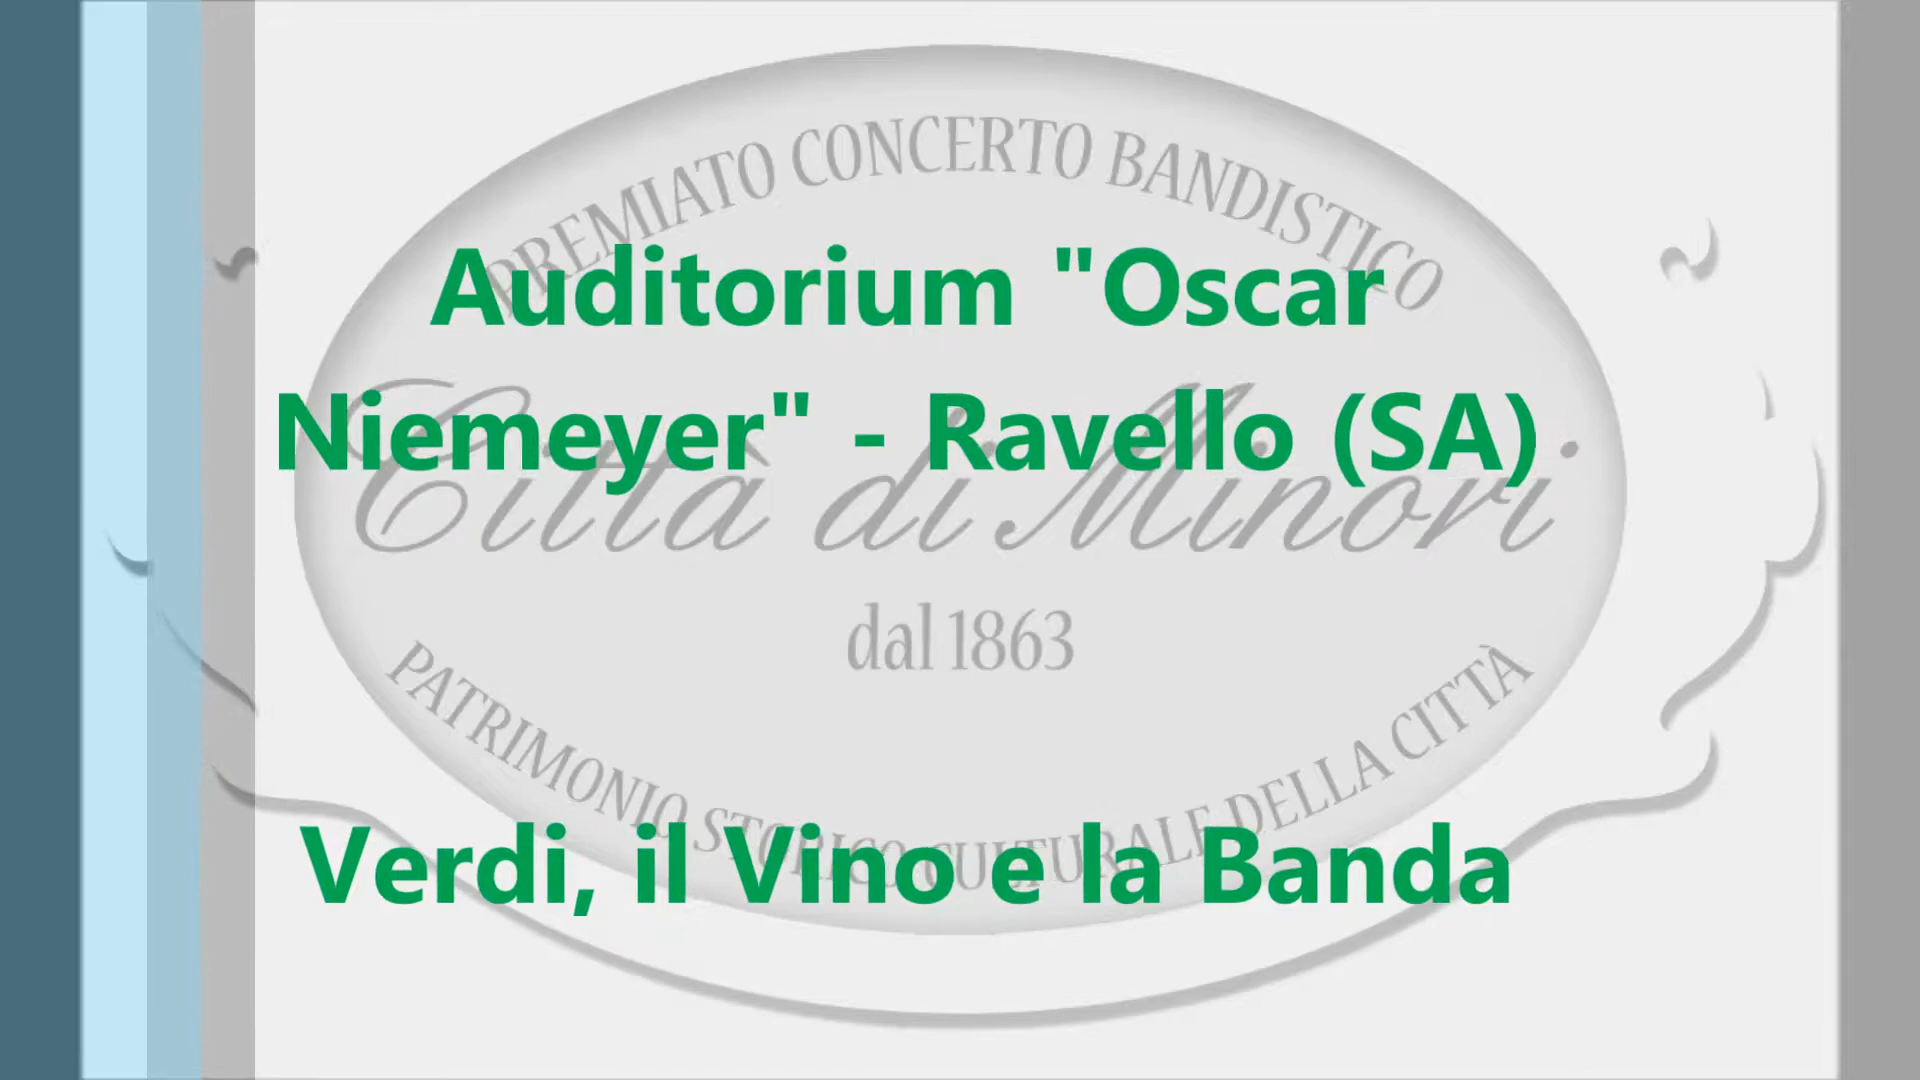 PREMIATO CONCERTO BANDISTICO
Auditorium "Oscar
Niemeyer" - Ravello (SA)
Città di Minori
dal 1863
PATRIMONIO STORICO CULTURALE DELLA CITTÀ
Verdi, il Vino e la Banda